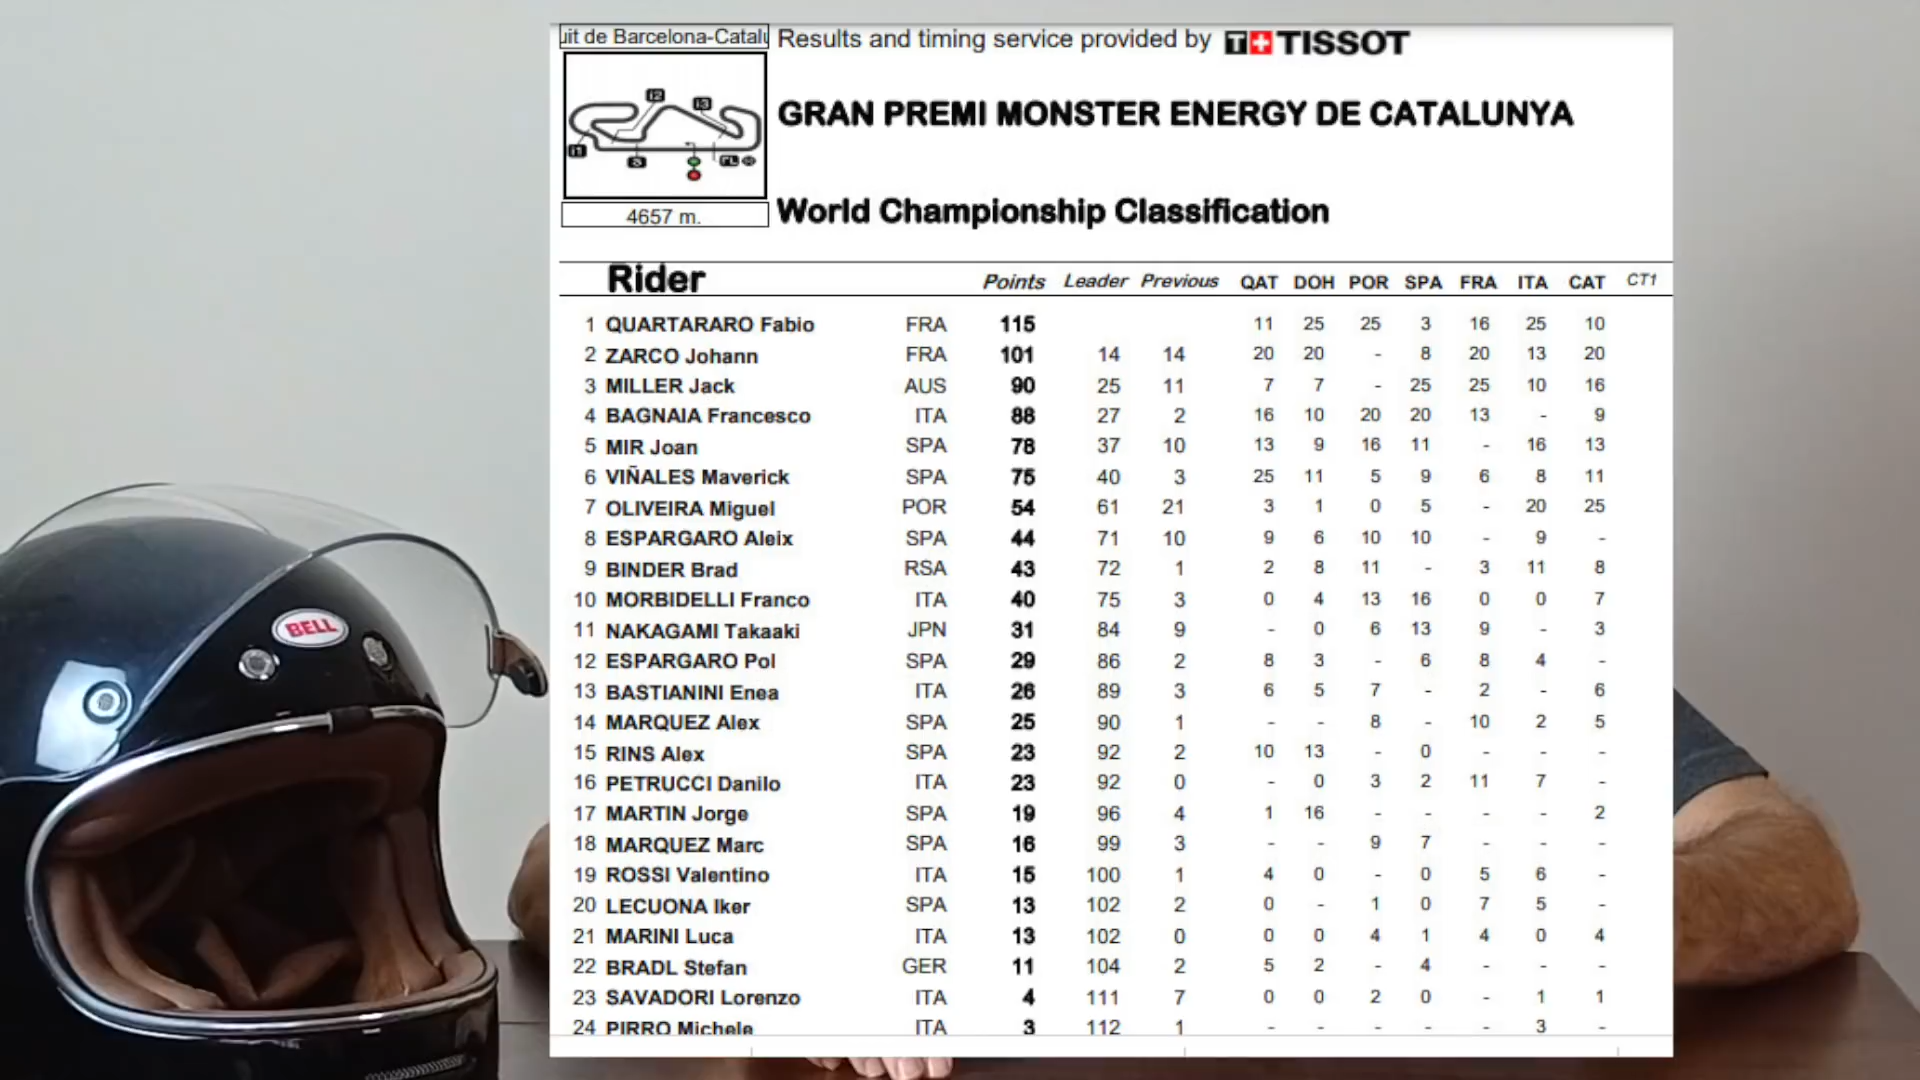 uit de Barcelona-Catalu
Results and timing service provided by T+TISSOT
i2
i3
i1
S
FL
GRAN PREMI MONSTER ENERGY DE CATALUNYA
4657 m.
World Championship Classification
Rider Points Leader Previous QAT DOH POR SPA FRA ITA CAT CT1
1 QUARTARARO Fabio FRA 115 11 25 25 3 16 25 10
2 ZARCO Johann FRA 101 14 14 20 20 - 8 20 13 20
3 MILLER Jack AUS 90 25 11 7 7 - 25 25 10 16
4 BAGNAIA Francesco ITA 88 27 2 16 10 20 20 13 - 9
5 MIR Joan SPA 78 37 10 13 9 16 11 - 16 13
6 VIÑALES Maverick SPA 75 40 3 25 11 5 9 6 8 11
7 OLIVEIRA Miguel POR 54 61 21 3 1 0 5 - 20 25
8 ESPARGARO Aleix SPA 44 71 10 9 6 10 10 - 9 -
9 BINDER Brad RSA 43 72 1 2 8 11 - 3 11 8
10 MORBIDELLI Franco ITA 40 75 3 0 4 13 16 0 0 7
11 NAKAGAMI Takaaki JPN 31 84 9 - 0 6 13 9 - 3
12 ESPARGARO Pol SPA 29 86 2 8 3 - 6 8 4 -
13 BASTIANINI Enea ITA 26 89 3 6 5 7 - 2 - 6
14 MARQUEZ Alex SPA 25 90 1 - - 8 - 10 2 5
15 RINS Alex SPA 23 92 2 10 13 - 0 - - -
16 PETRUCCI Danilo ITA 23 92 0 - 0 3 2 11 7 -
17 MARTIN Jorge SPA 19 96 4 1 16 - - - - 2
18 MARQUEZ Marc SPA 16 99 3 - - 9 7 - - -
19 ROSSI Valentino ITA 15 100 1 4 0 - 0 5 6 -
20 LECUONA Iker SPA 13 102 2 0 - 1 0 7 5 -
21 MARINI Luca ITA 13 102 0 0 0 4 1 4 0 4
22 BRADL Stefan GER 11 104 2 5 2 - 4 - - -
23 SAVADORI Lorenzo ITA 4 111 7 0 0 2 0 - 1 1
24 PIRRO Michele ITA 3 112 1 - - - - - 3 -
BELL